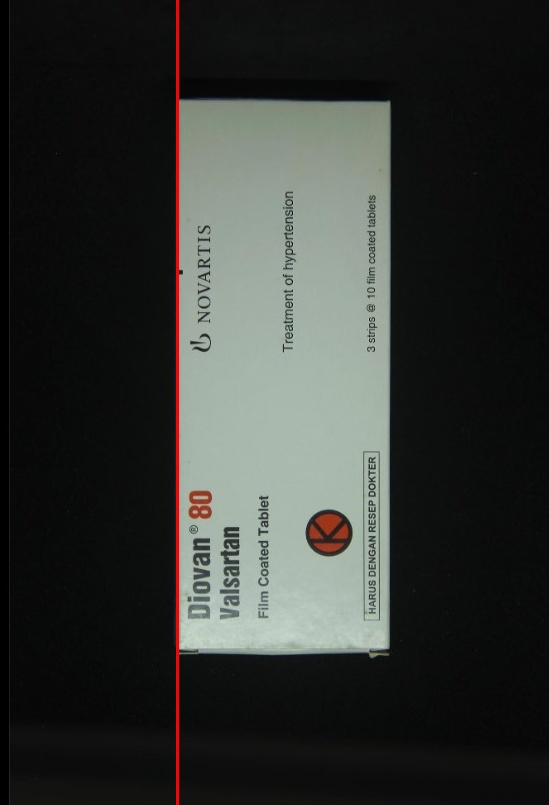 Diovan® 80
Valsartan
Film Coated Tablet
K
HARUS DENGAN RESEP DOKTER
NOVARTIS
Treatment of hypertension
3 strips @ 10 film coated tablets